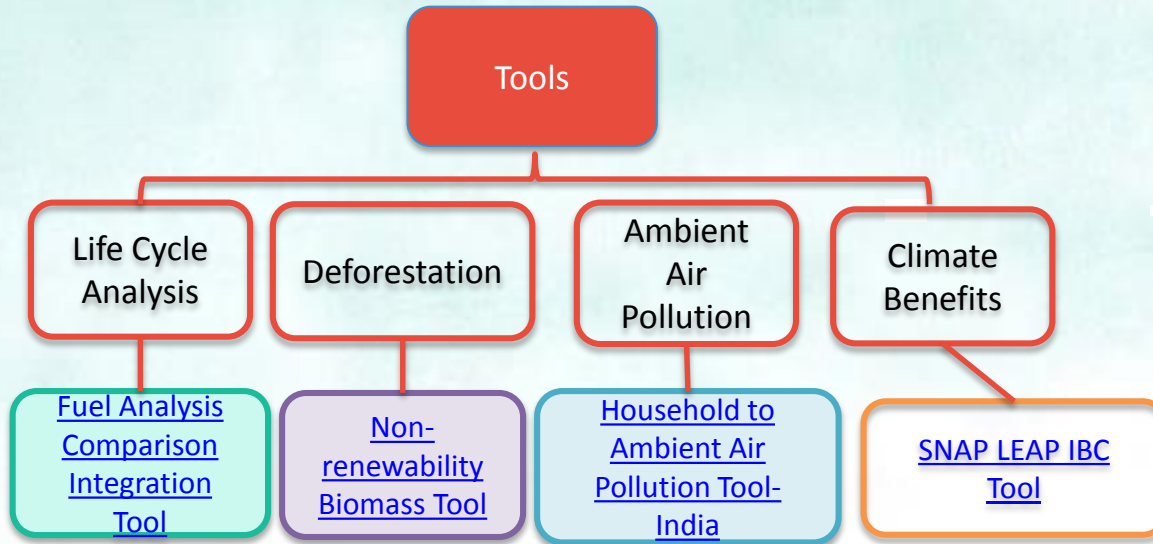 Tools
Life Cycle
Analysis
Deforestation
Ambient
Air
Pollution
Climate
Benefits
Fuel Analysis
Comparison
Integration
Tool
Non-
renewability
Biomass Tool
Household to
Ambient Air
Pollution Tool-
India
SNAP LEAP IBC
Tool